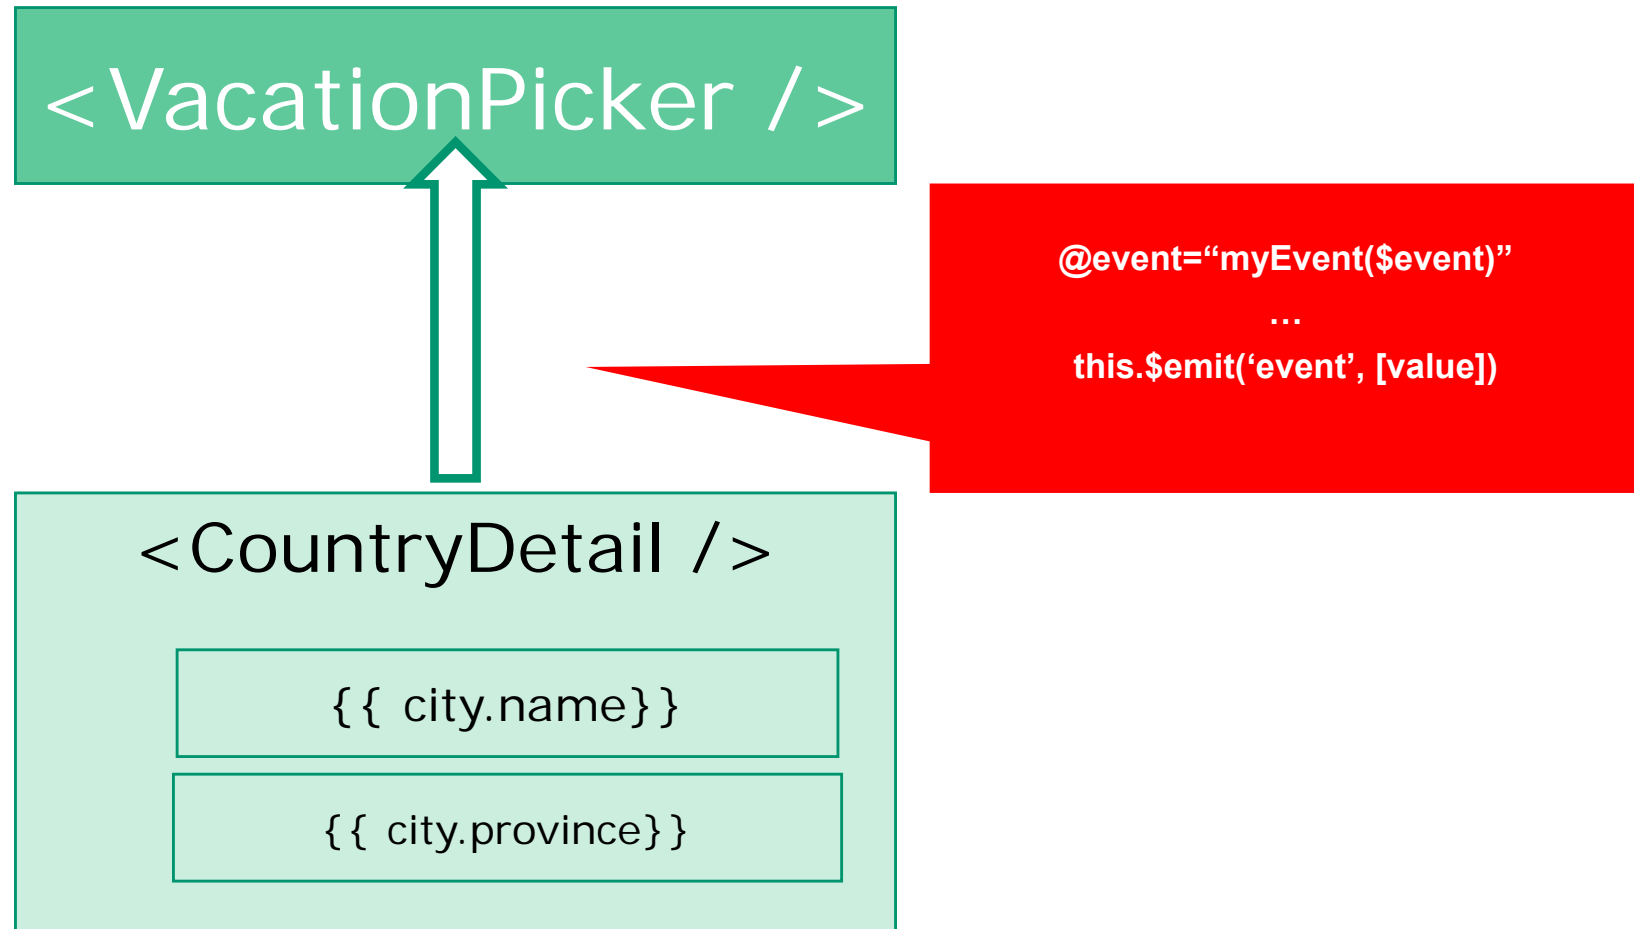 <VacationPicker />
@event=“myEvent($event)”
…
this.$emit(‘event’, [value])
<CountryDetail />
{{ city.name}}
{{ city.province}}